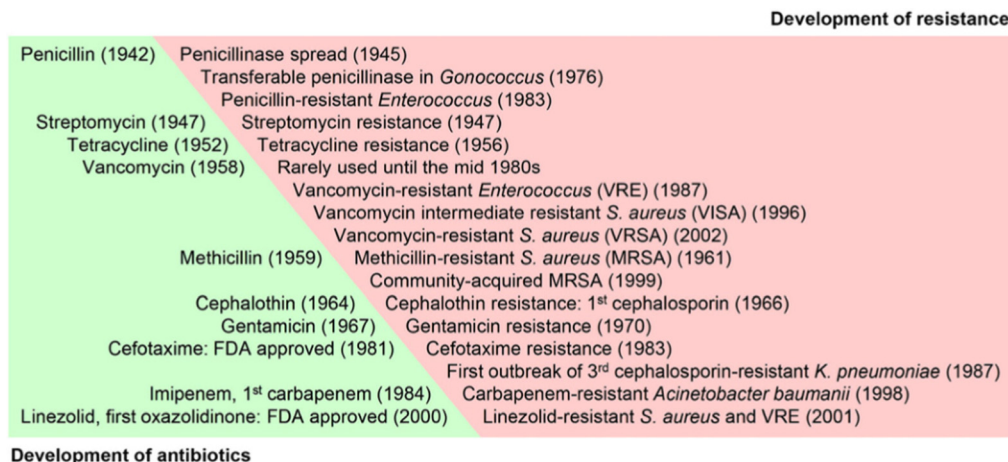 Development of resistance
Penicillin (1942) Penicillinase spread (1945)
Transferable penicillinase in Gonococcus (1976)
Penicillin-resistant Enterococcus (1983)
Streptomycin (1947) Streptomycin resistance (1947)
Tetracycline (1952) Tetracycline resistance (1956)
Vancomycin (1958) Rarely used until the mid 1980s
Vancomycin-resistant Enterococcus (VRE) (1987)
Vancomycin intermediate resistant S. aureus (VISA) (1996)
Vancomycin-resistant S. aureus (VRSA) (2002)
Methicillin (1959) Methicillin-resistant S. aureus (MRSA) (1961)
Community-acquired MRSA (1999)
Cephalothin (1964) Cephalothin resistance: 1st cephalosporin (1966)
Gentamicin (1967) Gentamicin resistance (1970)
Cefotaxime: FDA approved (1981) Cefotaxime resistance (1983)
First outbreak of 3rd cephalosporin-resistant K. pneumoniae (1987)
Imipenem, 1st carbapenem (1984) Carbapenem-resistant Acinetobacter baumanii (1998)
Linezolid, first oxazolidinone: FDA approved (2000) Linezolid-resistant S. aureus and VRE (2001)
Development of antibiotics